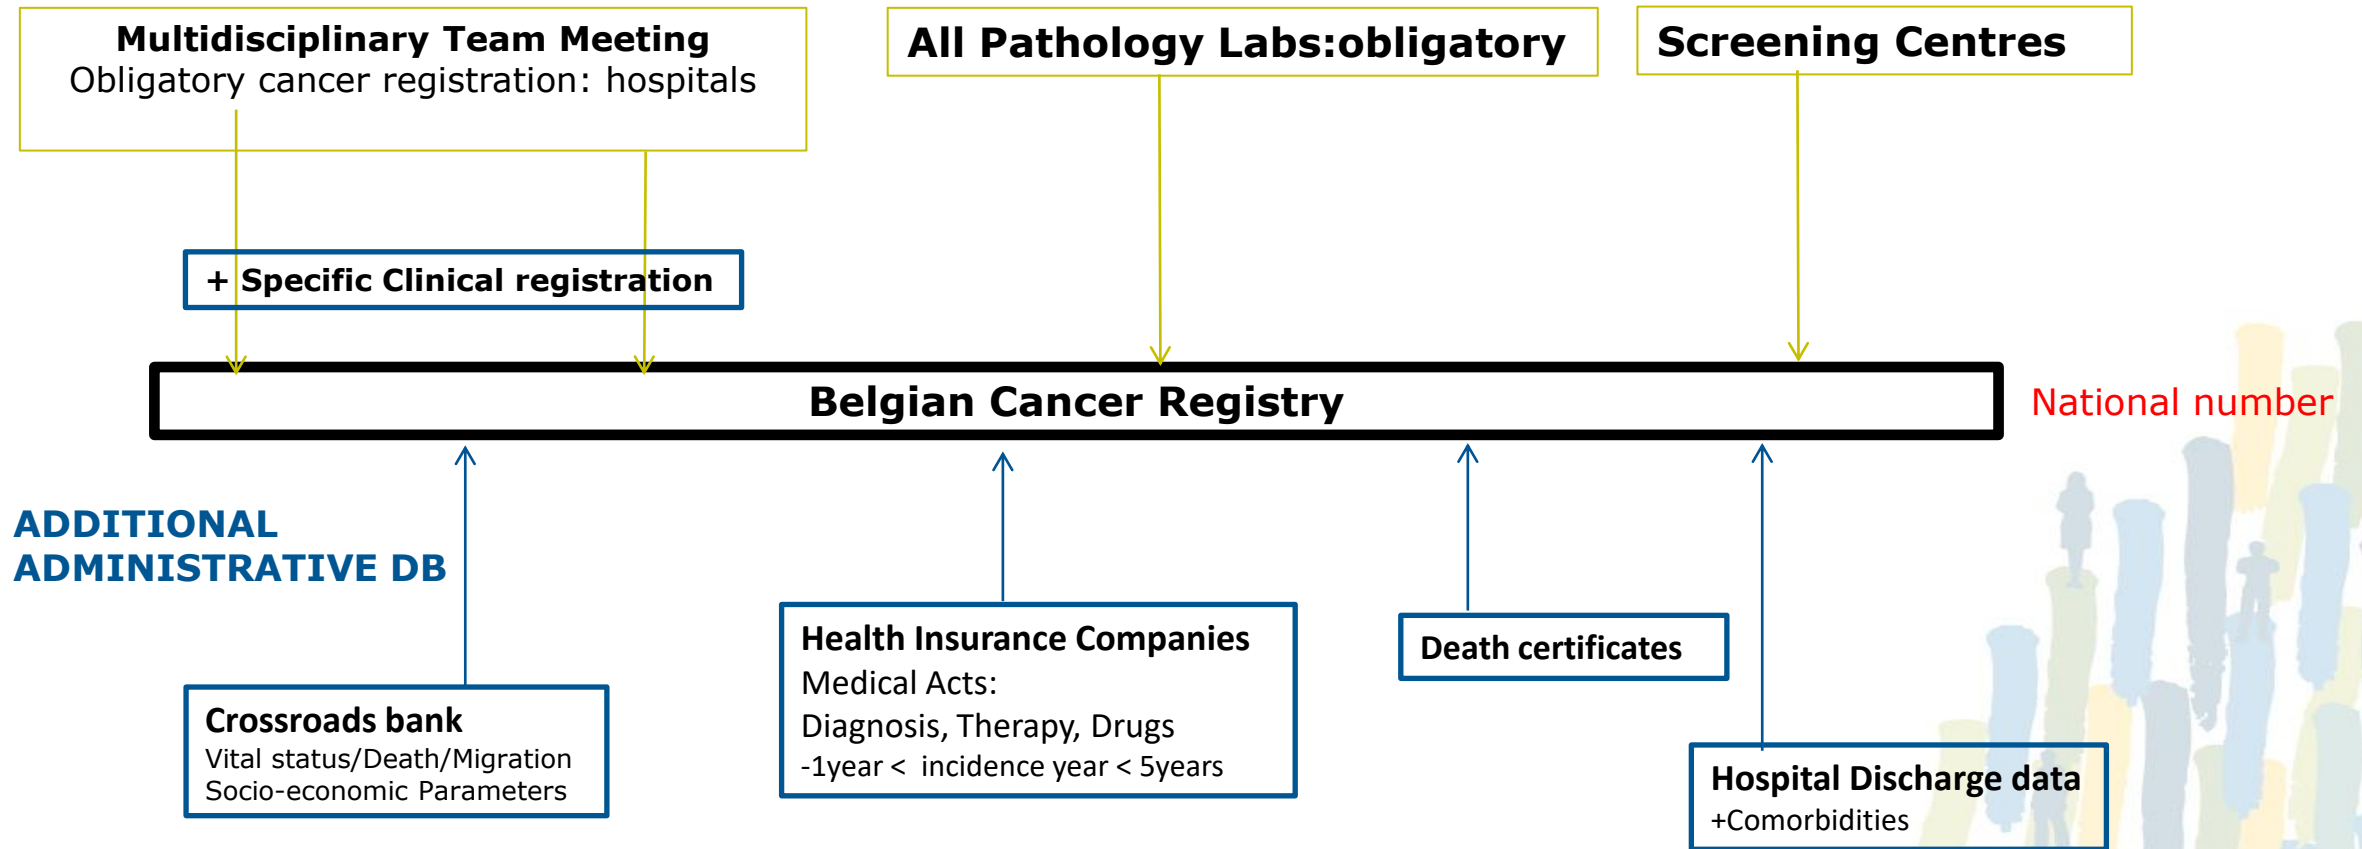 Multidisciplinary Team Meeting
Obligatory cancer registration: hospitals
All Pathology Labs:obligatory
Screening Centres
+ Specific Clinical registration
Belgian Cancer Registry
National number
ADDITIONAL
ADMINISTRATIVE DB
Crossroads bank
Vital status/Death/Migration
Socio-economic Parameters
Health Insurance Companies
Medical Acts:
Diagnosis, Therapy, Drugs
-1year < incidence year < 5years
Death certificates
Hospital Discharge data
+Comorbidities